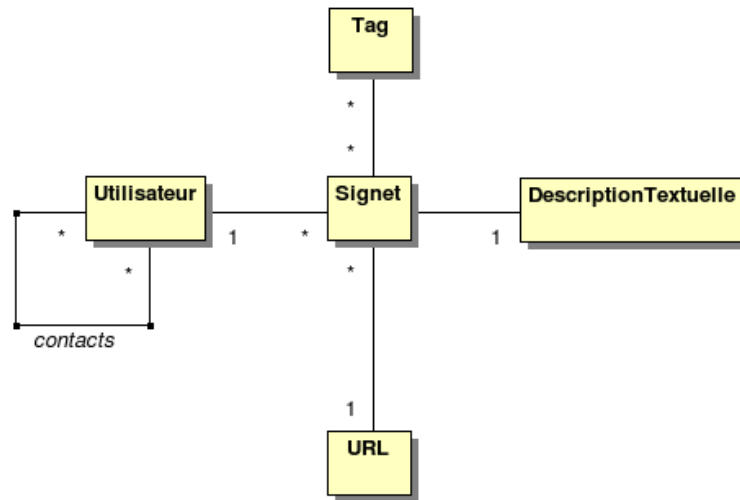 Tag
*
*
Utilisateur
Signet
DescriptionTextuelle
*
1
*
1
*
*
contacts
1
URL